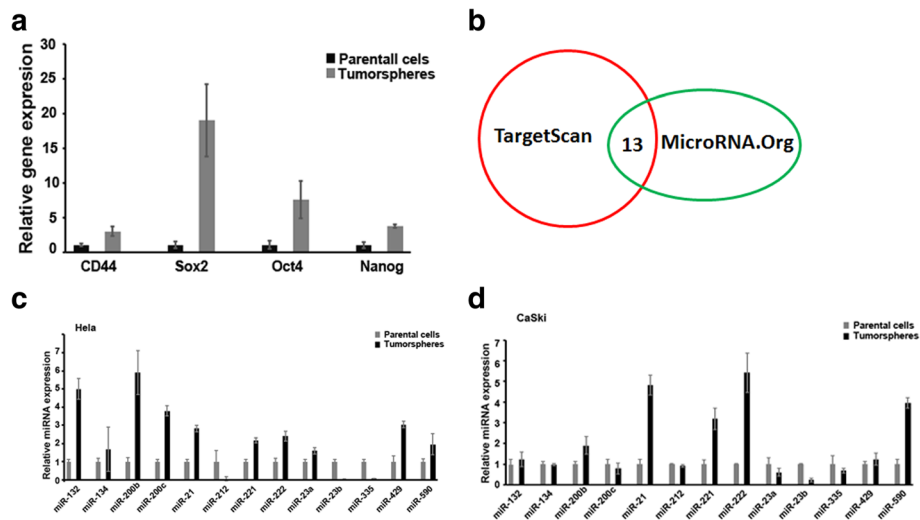 a
Relative gene expression
30
25
20
15
10
5
0
Parentall cels
Tumorspheres
CD44 Sox2 Oct4 Nanog
b
TargetScan 13 MicroRNA.Org
c
Hela
Relative miRNA expression
7
6
5
4
3
2
1
0
Parental cells
Tumorspheres
miR-132 miR-134 miR-200b miR-200c miR-21 miR-212 miR-221 miR-222 miR-23a miR-23b miR-335 miR-429 miR-590
d
CaSki
Relative miRNA expression
7
6
5
4
3
2
1
0
Parental cells
Tumorspheres
miR-132 miR-134 miR-200b miR-200c miR-21 miR-212 miR-221 miR-222 miR-23a miR-23b miR-335 miR-429 miR-590